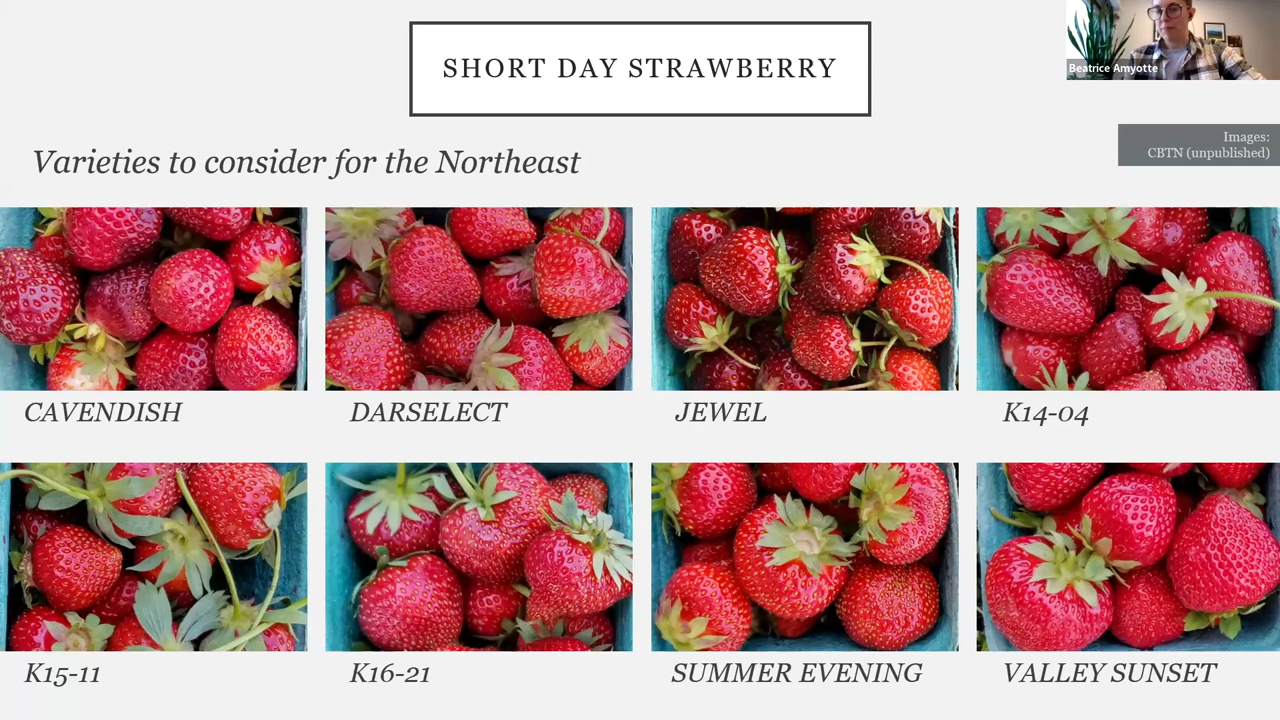 SHORT DAY STRAWBERRY
Beatrice Amyotte
Images:
CBTN (unpublished)
Varieties to consider for the Northeast
CAVENDISH
DARSELECT
JEWEL
K14-04
K15-11
K16-21
SUMMER EVENING
VALLEY SUNSET